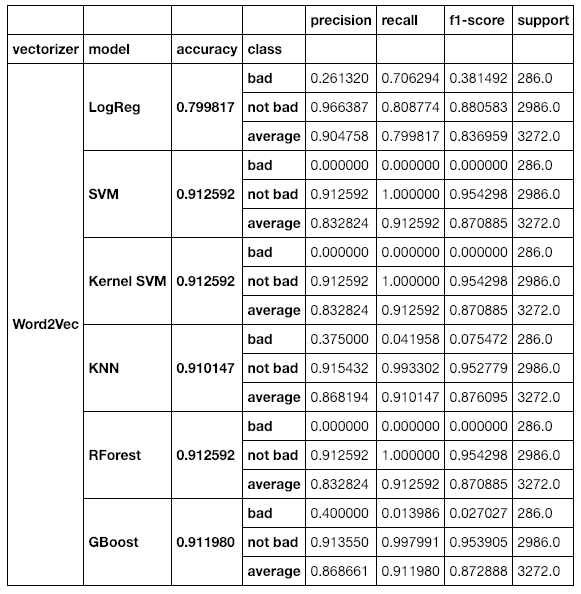 precision recall f1-score support
vectorizer model accuracy class
bad 0.261320 0.706294 0.381492 286.0
LogReg 0.799817 not bad 0.966387 0.808774 0.880583 2986.0
average 0.904758 0.799817 0.836959 3272.0
bad 0.000000 0.000000 0.000000 286.0
SVM 0.912592 not bad 0.912592 1.000000 0.954298 2986.0
average 0.832824 0.912592 0.870885 3272.0
bad 0.000000 0.000000 0.000000 286.0
Kernel SVM 0.912592 not bad 0.912592 1.000000 0.954298 2986.0
average 0.832824 0.912592 0.870885 3272.0
Word2Vec
bad 0.375000 0.041958 0.075472 286.0
KNN 0.910147 not bad 0.915432 0.993302 0.952779 2986.0
average 0.868194 0.910147 0.876095 3272.0
bad 0.000000 0.000000 0.000000 286.0
RForest 0.912592 not bad 0.912592 1.000000 0.954298 2986.0
average 0.832824 0.912592 0.870885 3272.0
bad 0.400000 0.013986 0.027027 286.0
GBoost 0.911980 not bad 0.913550 0.997991 0.953905 2986.0
average 0.868661 0.911980 0.872888 3272.0